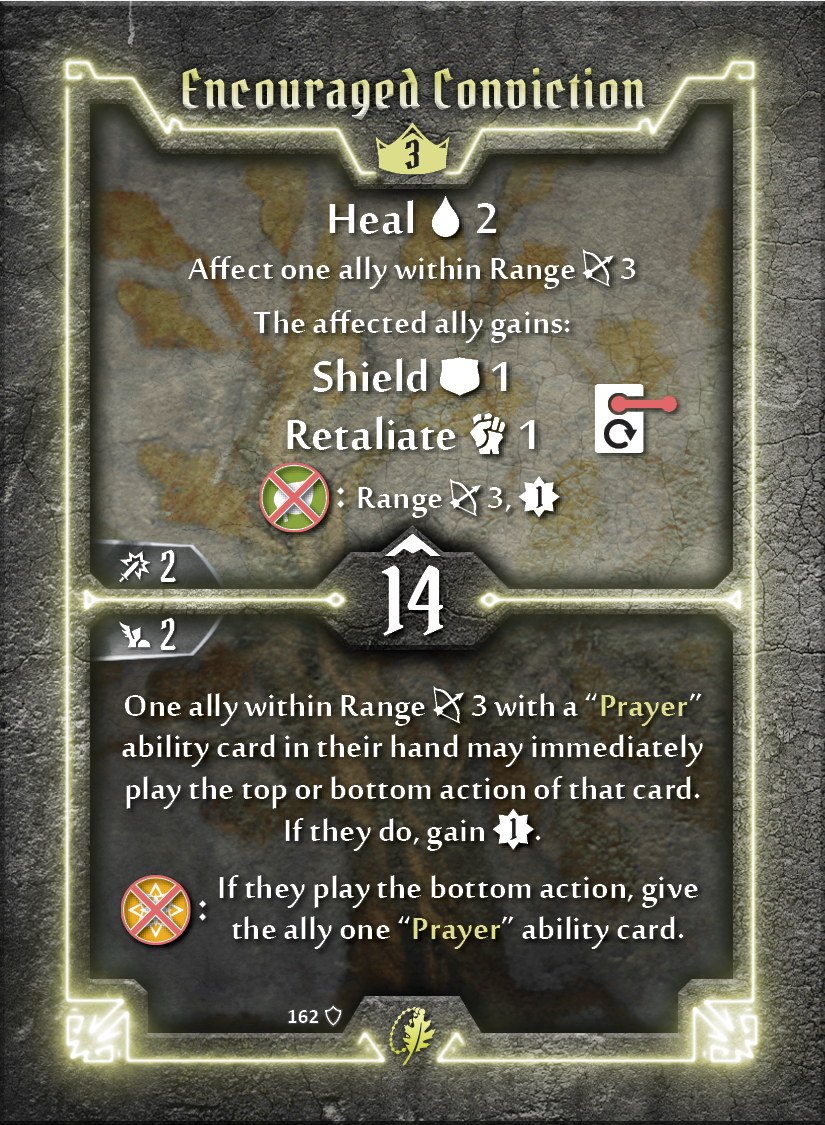 Encouraged Conviction
3
Heal 2
Affect one ally within Range 3
The affected ally gains:
Shield 1
Retaliate 1
: Range 3, 1
2
14
2
One ally within Range 3 with a “Prayer”
ability card in their hand may immediately
play the top or bottom action of that card.
If they do, gain 1.
: If they play the bottom action, give
the ally one “Prayer” ability card.
162